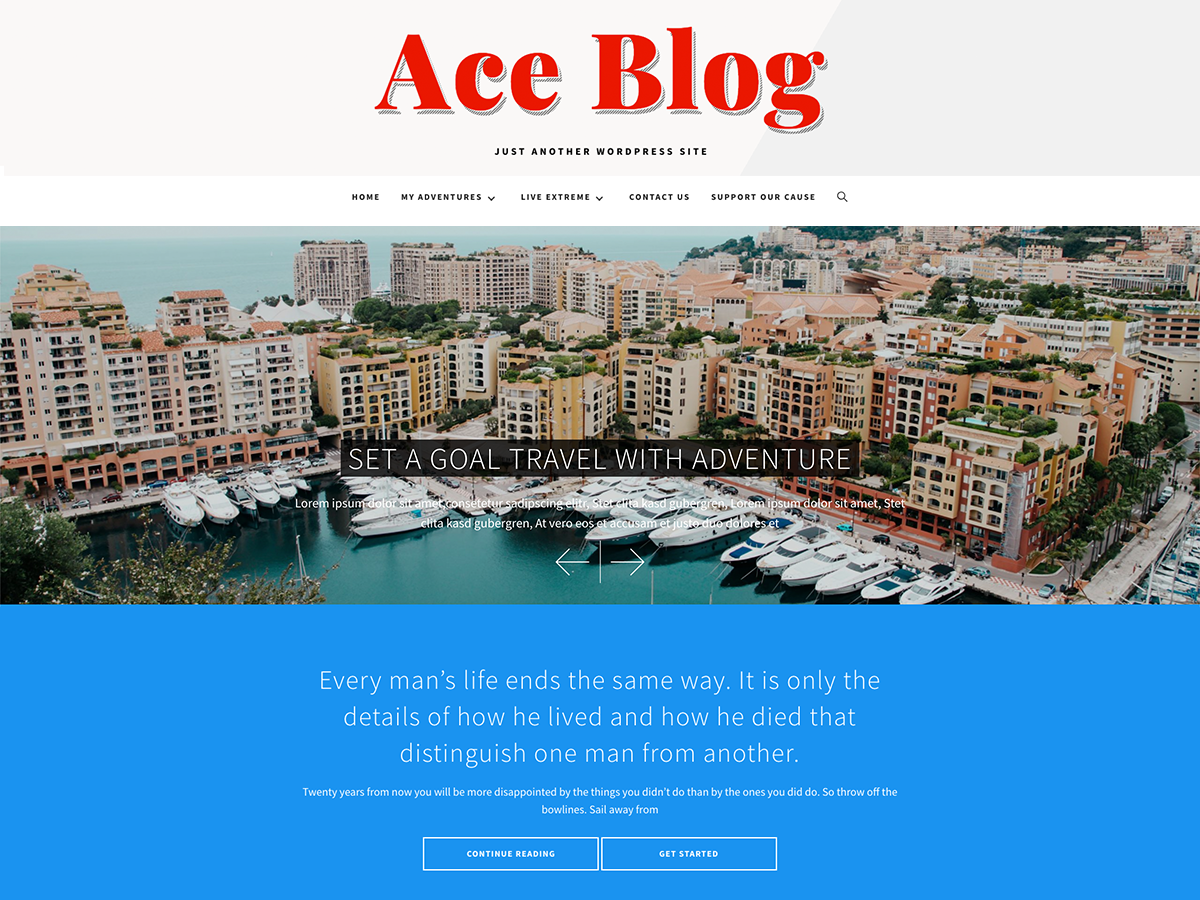 Ace Blog
JUST ANOTHER WORDPRESS SITE
HOME MY ADVENTURES LIVE EXTREME CONTACT US SUPPORT OUR CAUSE
SET A GOAL TRAVEL WITH ADVENTURE
Lorem ipsum dolor sit amet,consetetur sadipscing elitr, Stet clita kasd gubergren, Lorem ipsum dolor sit amet, Stet
clita kasd gubergren, At vero eos et accusam et justo duo dolores et
Every man’s life ends the same way. It is only the
details of how he lived and how he died that
distinguish one man from another.
Twenty years from now you will be more disappointed by the things you didn’t do than by the ones you did do. So throw off the
bowlines. Sail away from
CONTINUE READING GET STARTED